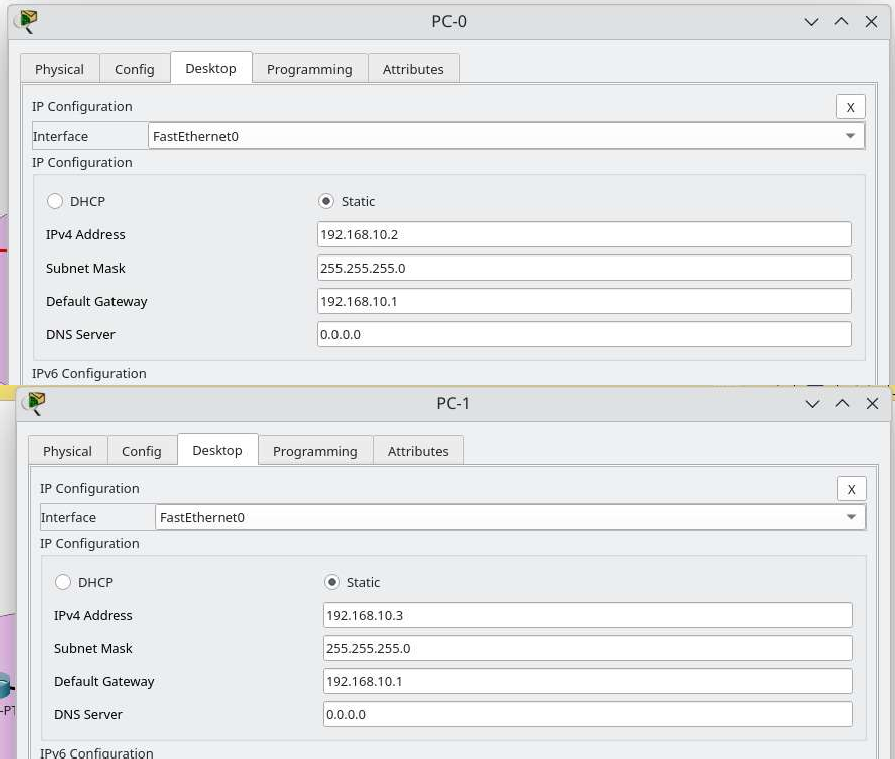 PC-0
Physical Config Desktop Programming Attributes
IP Configuration
X
Interface FastEthernet0
IP Configuration
DHCP Static
IPv4 Address 192.168.10.2
Subnet Mask 255.255.255.0
Default Gateway 192.168.10.1
DNS Server 0.0.0.0
IPv6 Configuration
PC-1
Physical Config Desktop Programming Attributes
IP Configuration
X
Interface FastEthernet0
IP Configuration
DHCP Static
IPv4 Address 192.168.10.3
Subnet Mask 255.255.255.0
Default Gateway 192.168.10.1
-PT
DNS Server 0.0.0.0
IPv6 Configuration